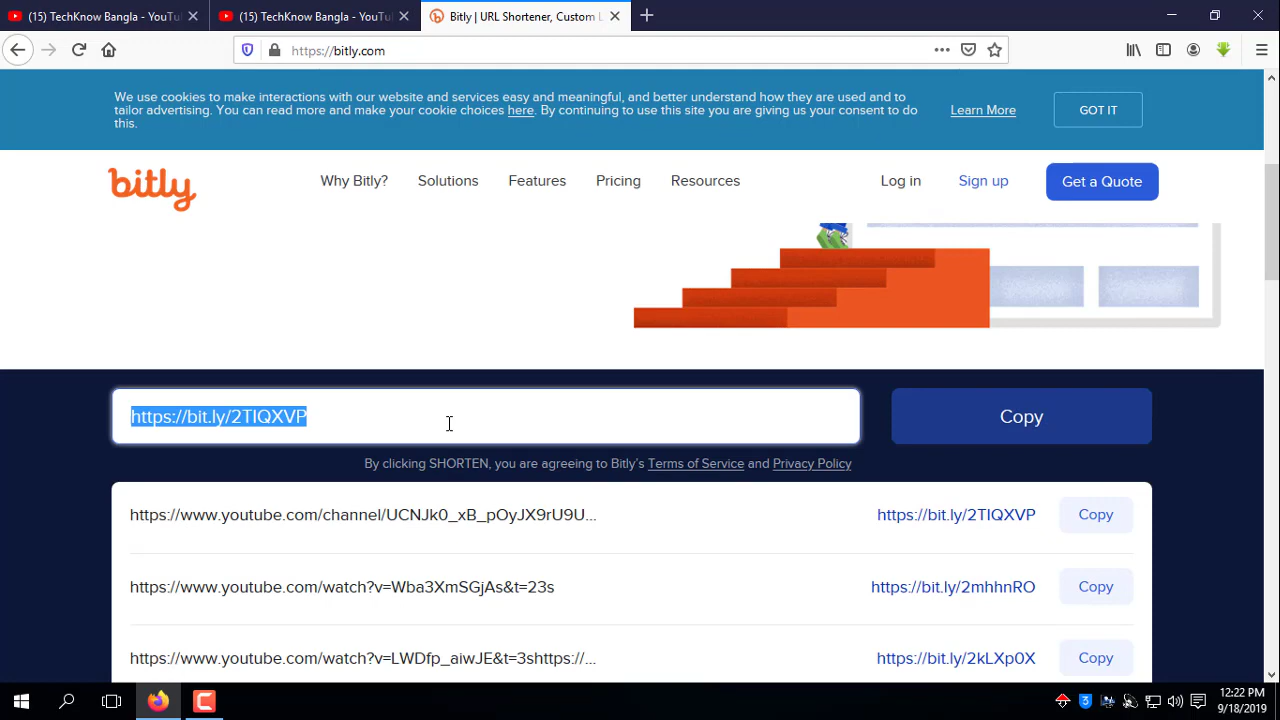 (15) TechKnow Bangla - YouTu
(15) TechKnow Bangla - YouTu
Bitly | URL Shortener, Custom L
https://bitly.com
We use cookies to make interactions with our website and services easy and meaningful, and better understand how they are used and to
tailor advertising. You can read more and make your cookie choices here. By continuing to use this site you are giving us your consent to do
this.
Learn More
GOT IT
bitly
Why Bitly?
Solutions
Features
Pricing
Resources
Log in
Sign up
Get a Quote
https://bit.ly/2TIQXVP
Copy
By clicking SHORTEN, you are agreeing to Bitly's Terms of Service and Privacy Policy
https://www.youtube.com/channel/UCNJk0_xB_pOyJX9rU9U...
https://bit.ly/2TIQXVP
Copy
https://www.youtube.com/watch?v=Wba3XmSGjAs&t=23s
https://bit.ly/2mhhnRO
Copy
https://www.youtube.com/watch?v=LWDfp_aiwJE&t=3shttps://...
https://bit.ly/2kLXp0X
Copy
12:22 PM
9/18/2019